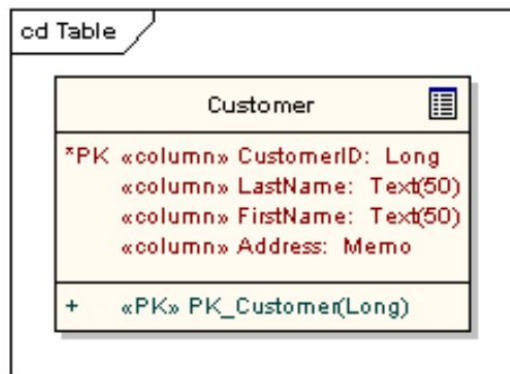 cd Table
Customer
*PK «column» CustomerID: Long
«column» LastName: Text(50)
«column» FirstName: Text(50)
«column» Address: Memo
+ «PK» PK_Customer(Long)